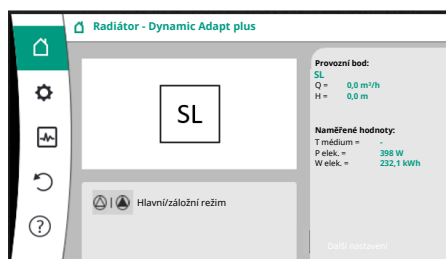 Radiátor - Dynamic Adapt plus
SL
Hlavní/záložní režim
Provozní bod:
SL
Q = 0,0 m³/h
H = 0,0 m
Naměřené hodnoty:
T médium = -
P elek. = 398 W
W elek. = 232,1 kWh
Další nastavení